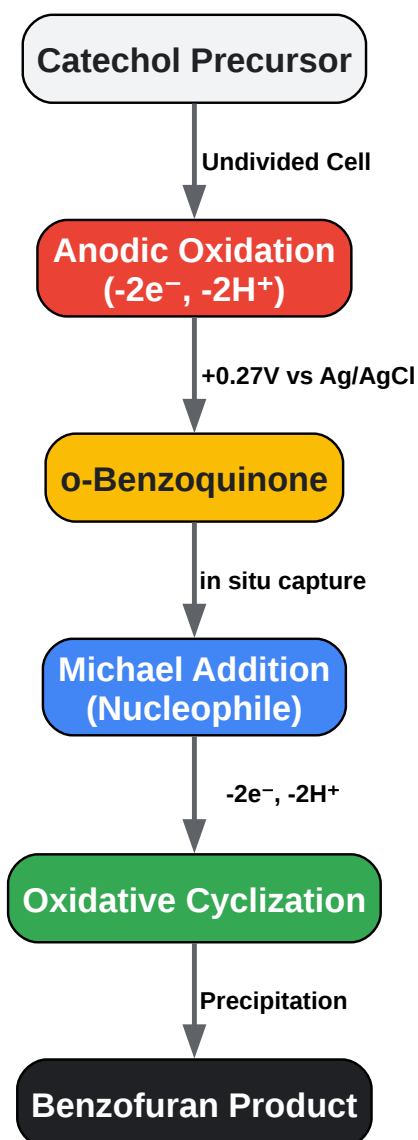 Catechol Precursor
Undivided Cell
Anodic Oxidation
(-2e⁻, -2H⁺)
+0.27V vs Ag/AgCl
o-Benzoquinone
in situ capture
Michael Addition
(Nucleophile)
-2e⁻, -2H⁺
Oxidative Cyclization
Precipitation
Benzofuran Product